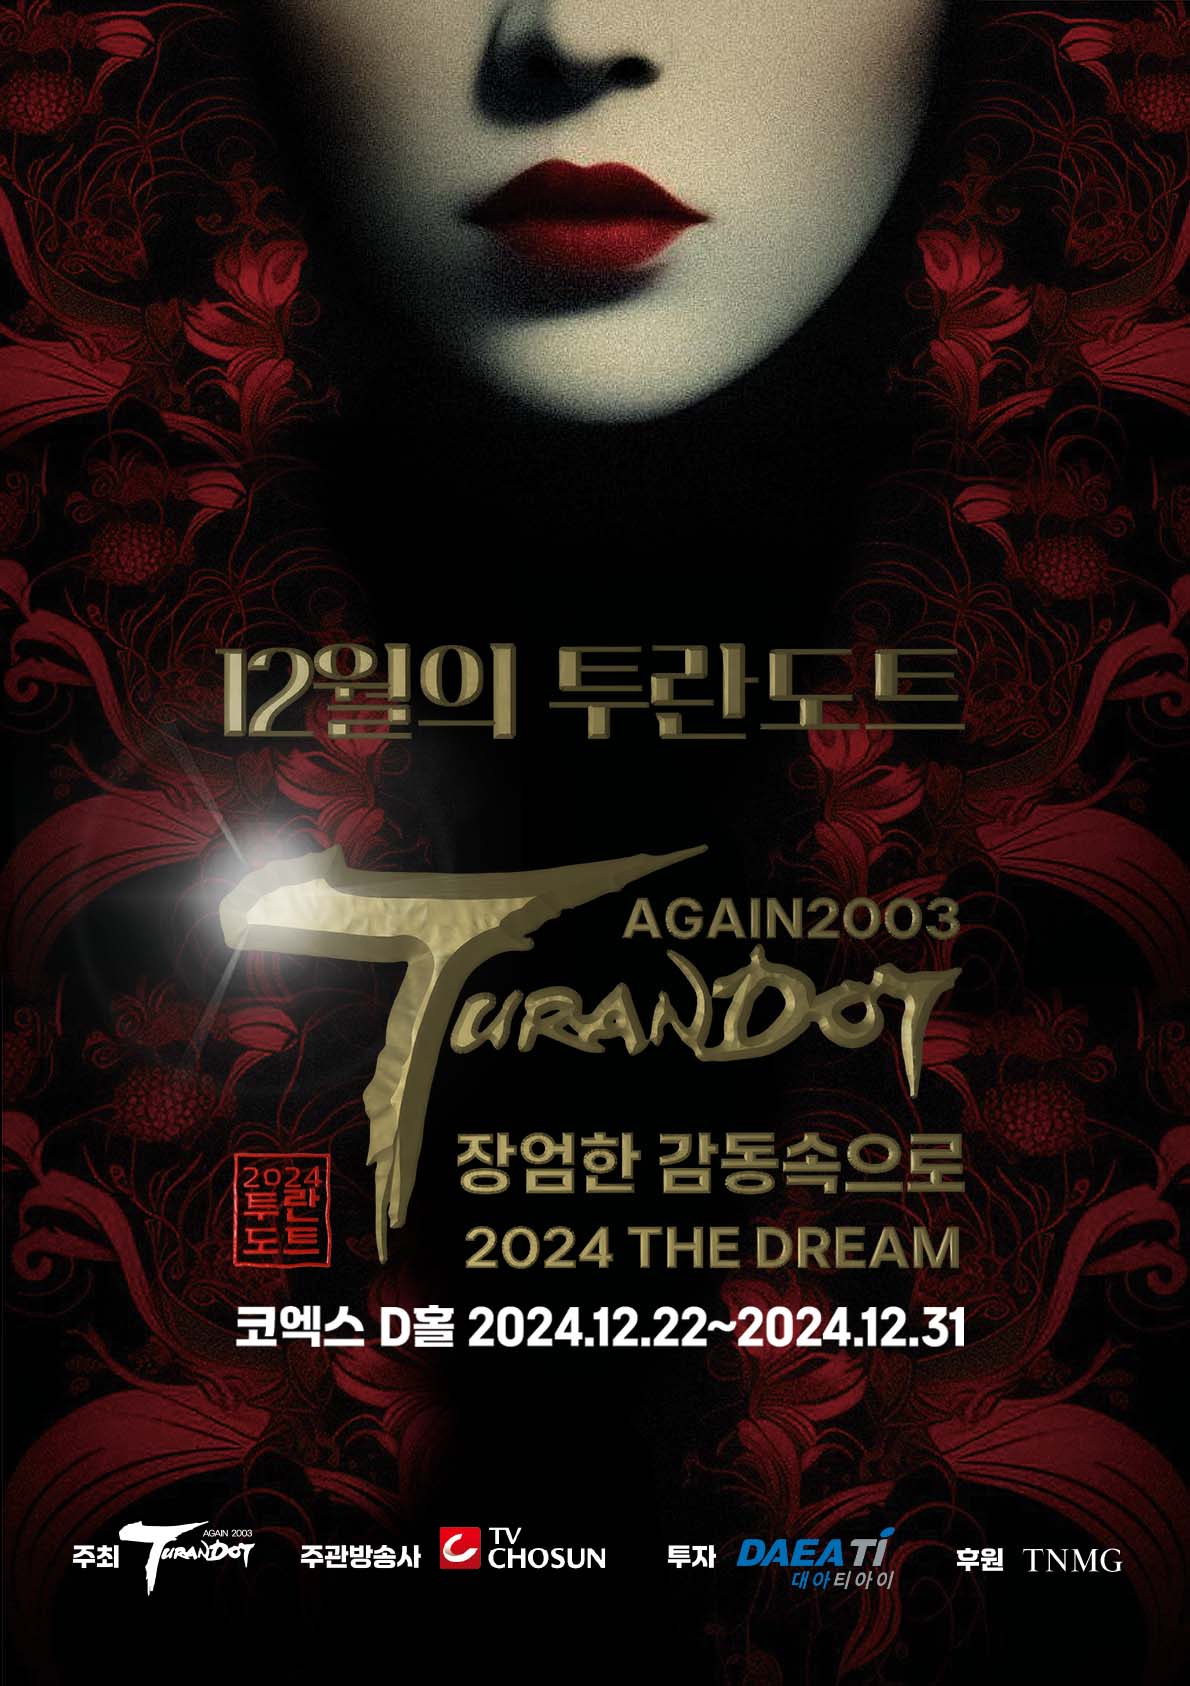 12월의 투란도트
AGAIN2003
TURANDOT
장엄한 감동속으로
2024
투란
도트
2024 THE DREAM
코엑스 D홀 2024.12.22~2024.12.31
주최 AGAIN 2003 TURANDOT
주관방송사 TV CHOSUN
투자 DAEATi 대아티아이
후원 TNMG